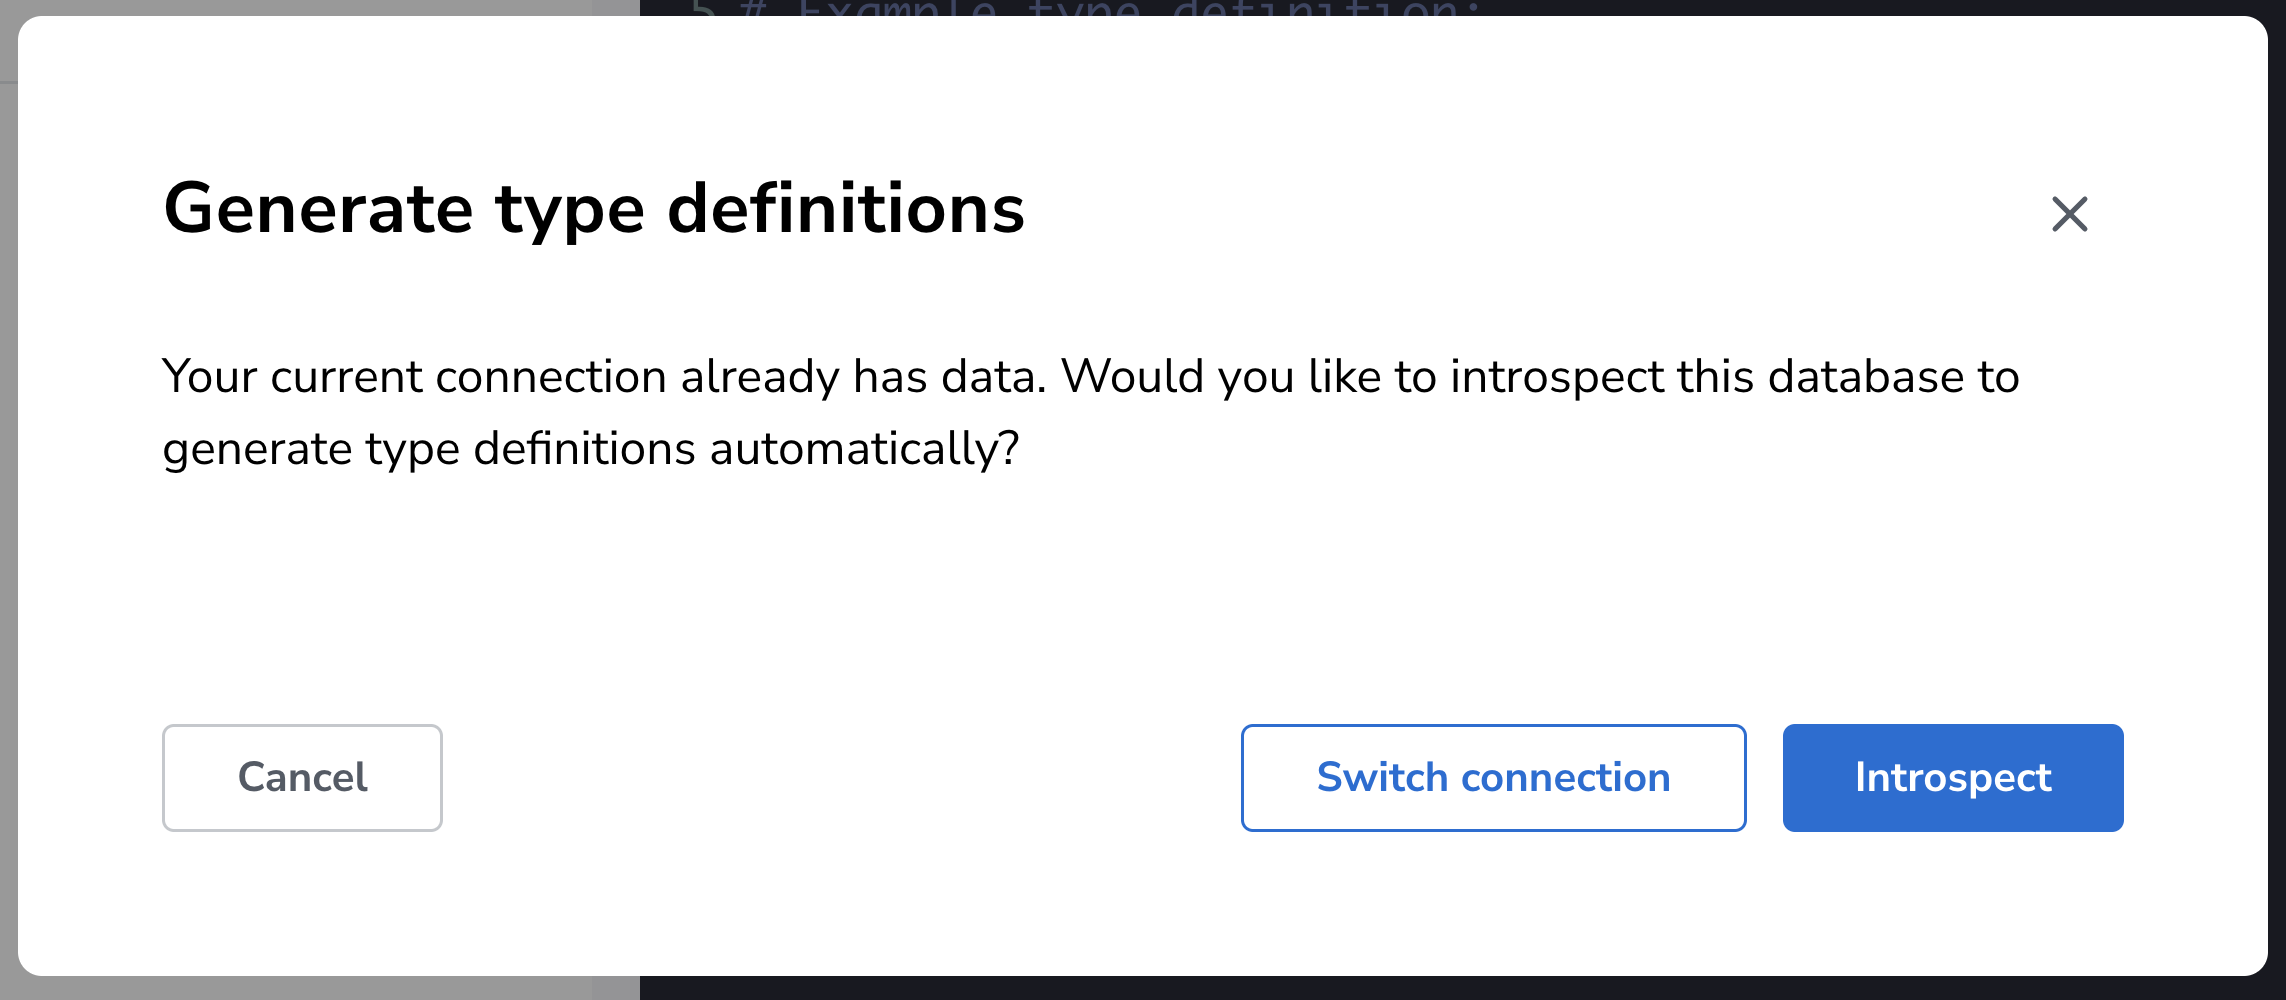 5 # Example type definition:
Generate type definitions
Your current connection already has data. Would you like to introspect this database to
generate type definitions automatically?
Cancel
Switch connection
Introspect